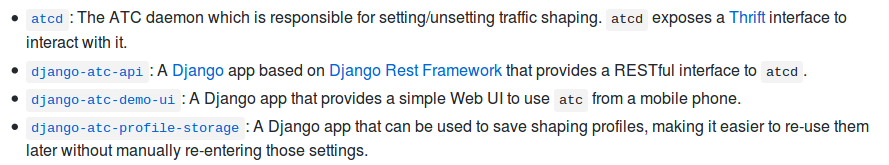 • atcd : The ATC daemon which is responsible for setting/unsetting traffic shaping. atcd exposes a Thrift interface to
interact with it.
• django-atc-api : A Django app based on Django Rest Framework that provides a RESTful interface to atcd .
• django-atc-demo-ui : A Django app that provides a simple Web UI to use atc from a mobile phone.
• django-atc-profile-storage : A Django app that can be used to save shaping profiles, making it easier to re-use them
later without manually re-entering those settings.